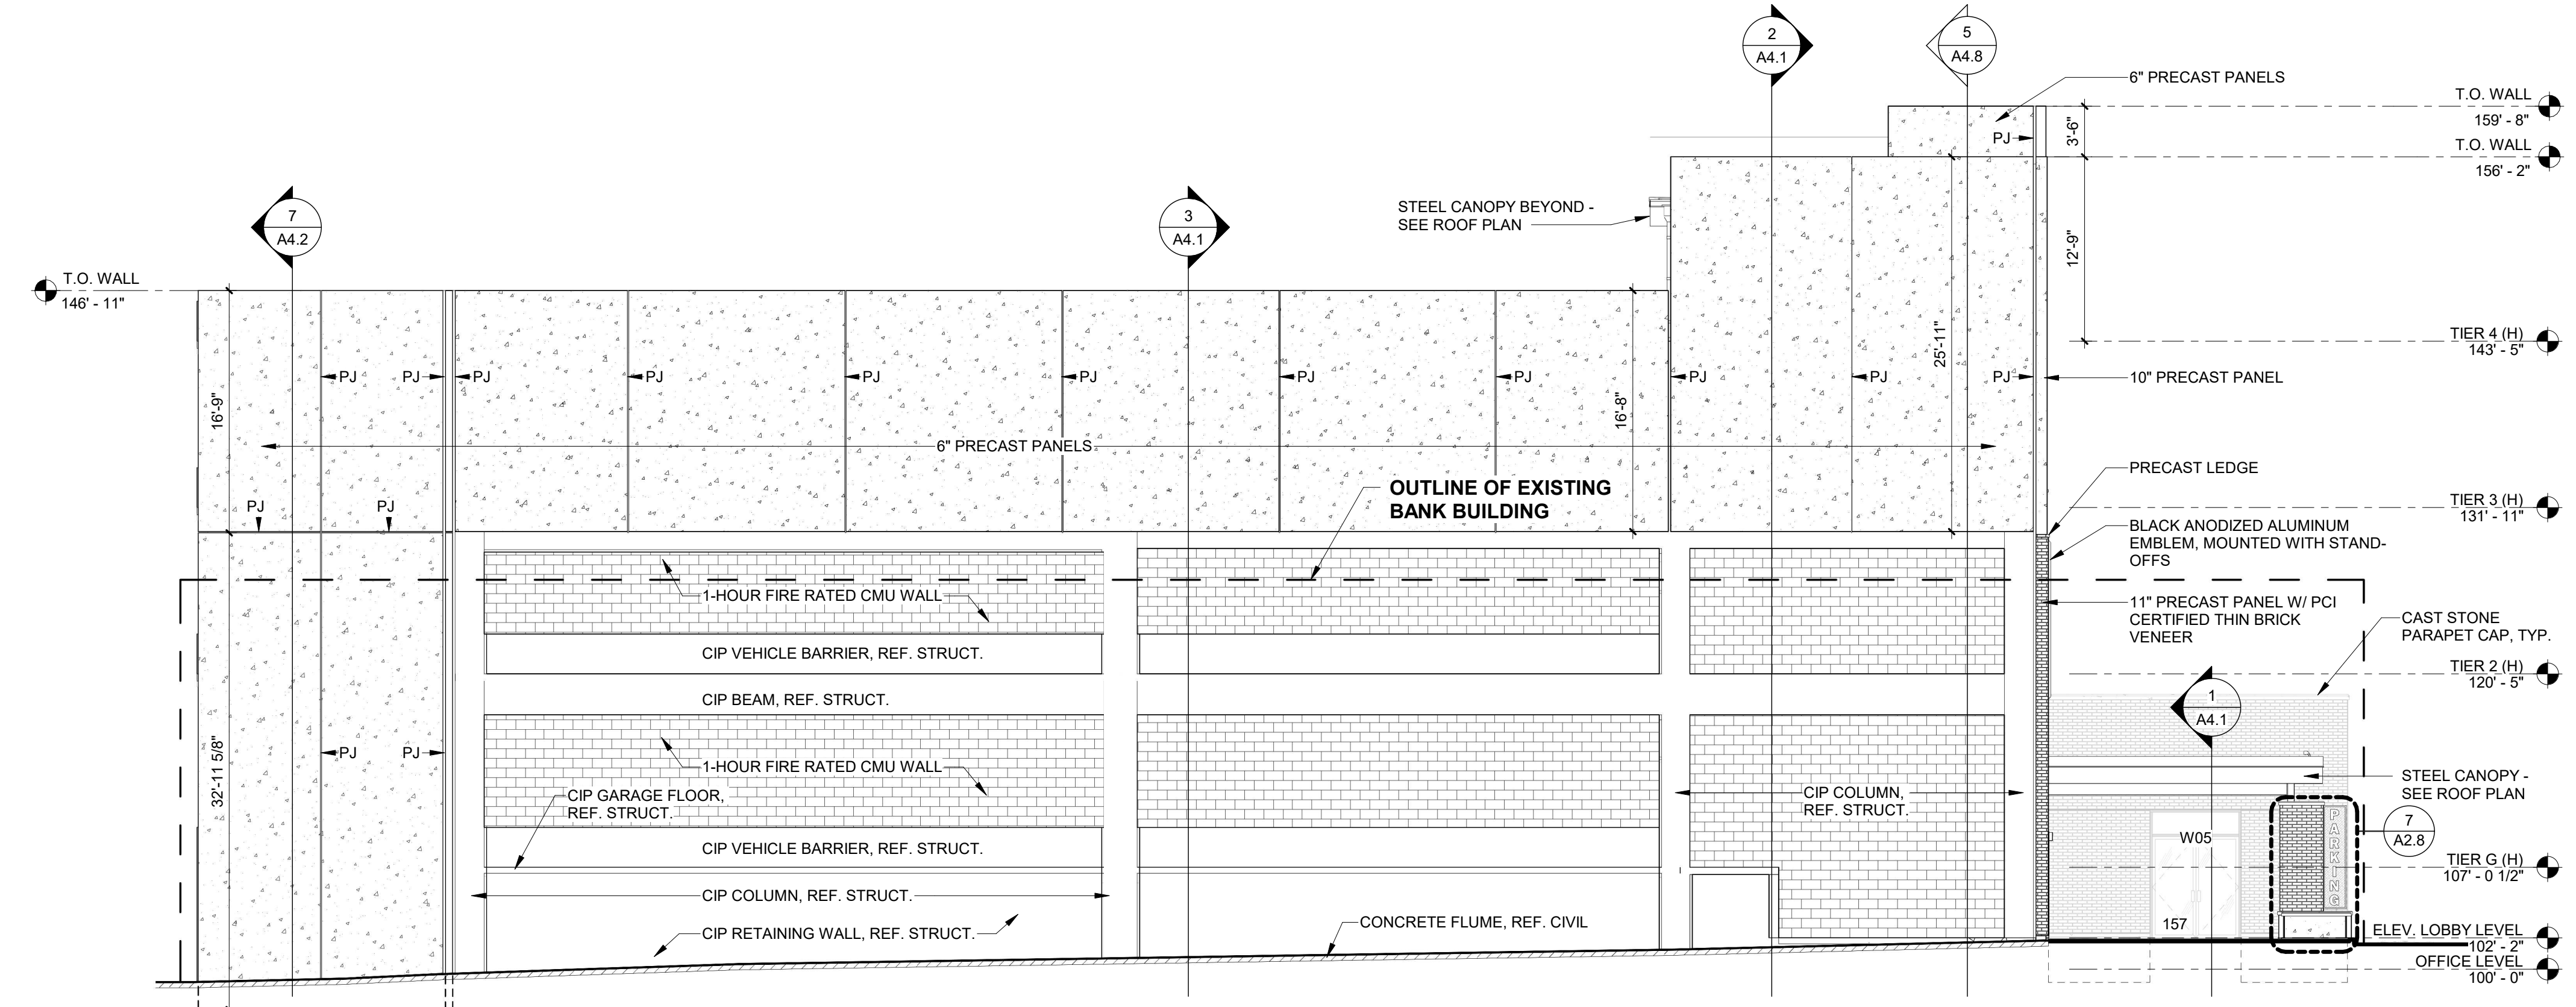 2
A4.1
5
A4.8
6" PRECAST PANELS
T.O. WALL
159' - 8"
PJ
3'-6"
T.O. WALL
156' - 2"
7
A4.2
3
A4.1
STEEL CANOPY BEYOND -
SEE ROOF PLAN
12'-9"
T.O. WALL
146' - 11"
TIER 4 (H)
143' - 5"
25'-11"
PJ
PJ
PJ
PJ
PJ
PJ
PJ
PJ
PJ
PJ
PJ
10" PRECAST PANEL
16'-9"
16'-8"
6" PRECAST PANELS
PRECAST LEDGE
OUTLINE OF EXISTING
BANK BUILDING
TIER 3 (H)
131' - 11"
PJ
PJ
BLACK ANODIZED ALUMINUM
EMBLEM, MOUNTED WITH STAND-
OFFS
1-HOUR FIRE RATED CMU WALL
11" PRECAST PANEL W/ PCI
CERTIFIED THIN BRICK
VENEER
CAST STONE
PARAPET CAP, TYP.
CIP VEHICLE BARRIER, REF. STRUCT.
TIER 2 (H)
120' - 5"
CIP BEAM, REF. STRUCT.
1
A4.1
32'-11 5/8"
PJ
PJ
1-HOUR FIRE RATED CMU WALL
STEEL CANOPY -
SEE ROOF PLAN
CIP GARAGE FLOOR,
REF. STRUCT.
CIP COLUMN,
REF. STRUCT.
PARKING
7
A2.8
W05
CIP VEHICLE BARRIER, REF. STRUCT.
TIER G (H)
107' - 0 1/2"
CIP COLUMN, REF. STRUCT.
CONCRETE FLUME, REF. CIVIL
157
CIP RETAINING WALL, REF. STRUCT.
ELEV. LOBBY LEVEL
102' - 2"
OFFICE LEVEL
100' - 0"